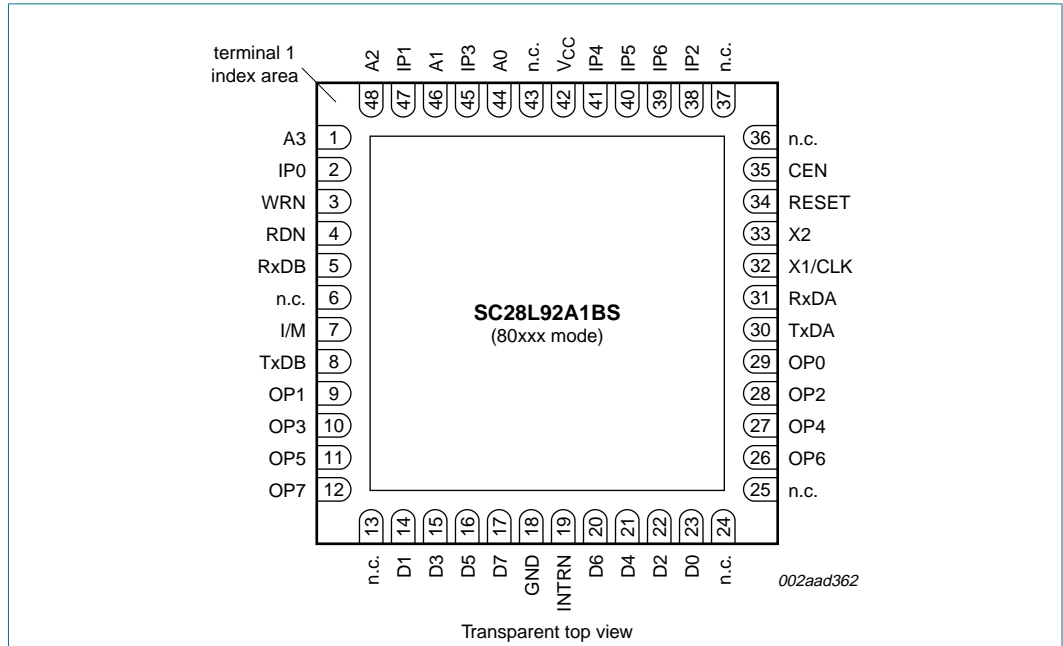 terminal 1
index area
A2 IP1 A1 IP3 A0 n.c. VCC IP4 IP5 IP6 IP2 n.c.
48 47 46 45 44 43 42 41 40 39 38 37
A3 1 36 n.c.
IP0 2 35 CEN
WRN 3 34 RESET
RDN 4 33 X2
RxDB 5 32 X1/CLK
n.c. 6 31 RxDA
I/M 7 30 TxDA
TxDB 8 29 OP0
OP1 9 28 OP2
OP3 10 27 OP4
OP5 11 26 OP6
OP7 12 25 n.c.
SC28L92A1BS
(80xxx mode)
13 14 15 16 17 18 19 20 21 22 23 24
n.c. D1 D3 D5 D7 GND INTRN D6 D4 D2 D0 n.c.
002aad362
Transparent top view